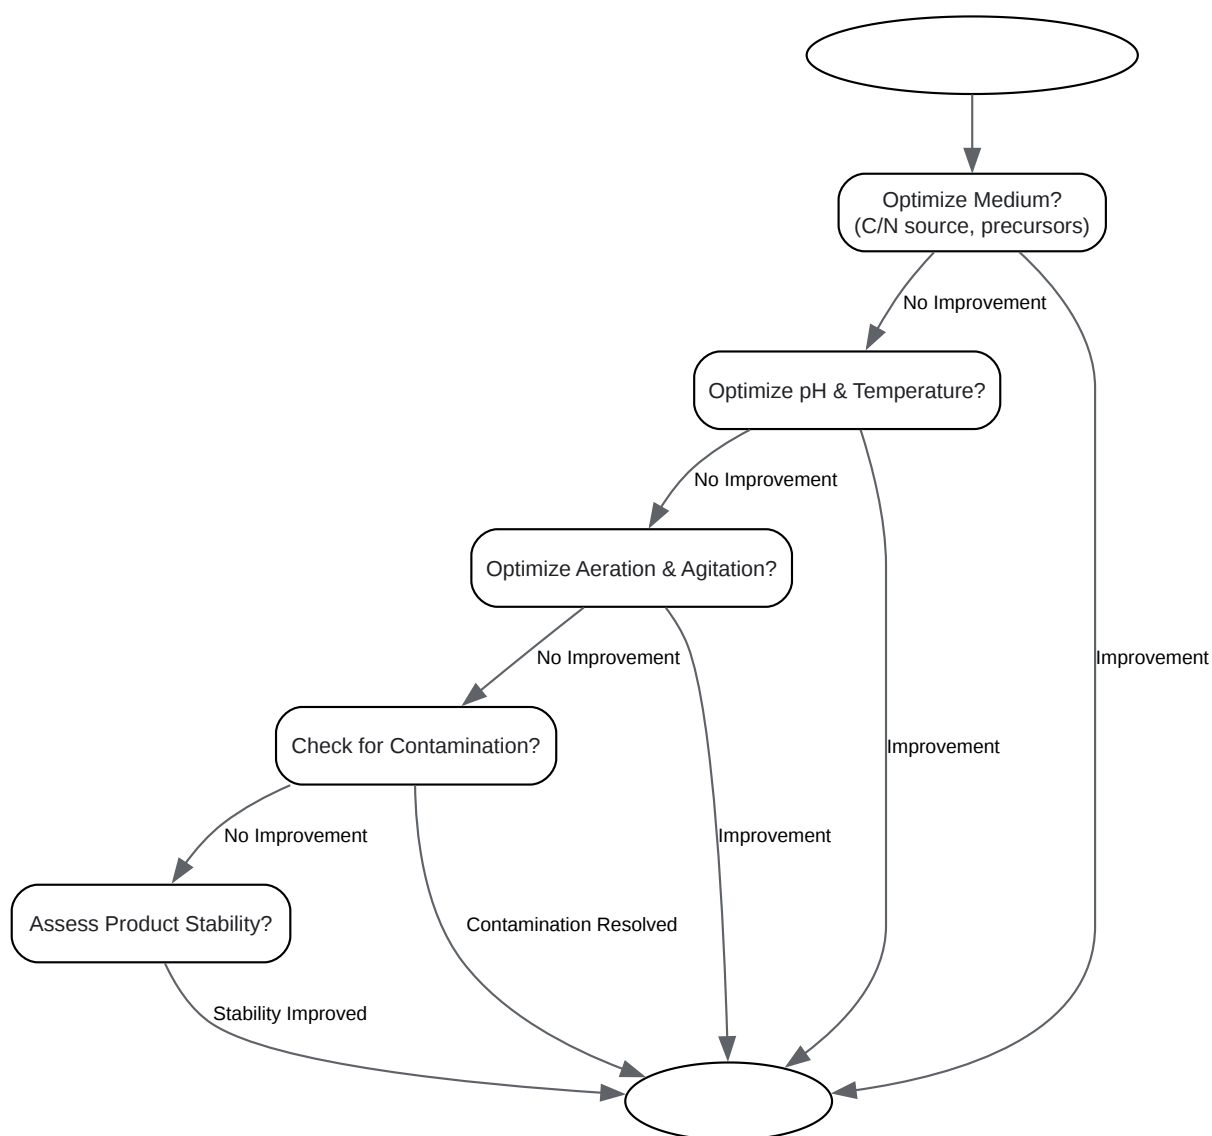 Optimize Medium?
(C/N source, precursors)
No Improvement
Optimize pH & Temperature?
No Improvement
Optimize Aeration & Agitation?
No Improvement
Improvement
Check for Contamination?
Improvement
No Improvement
Improvement
Assess Product Stability?
Contamination Resolved
Stability Improved